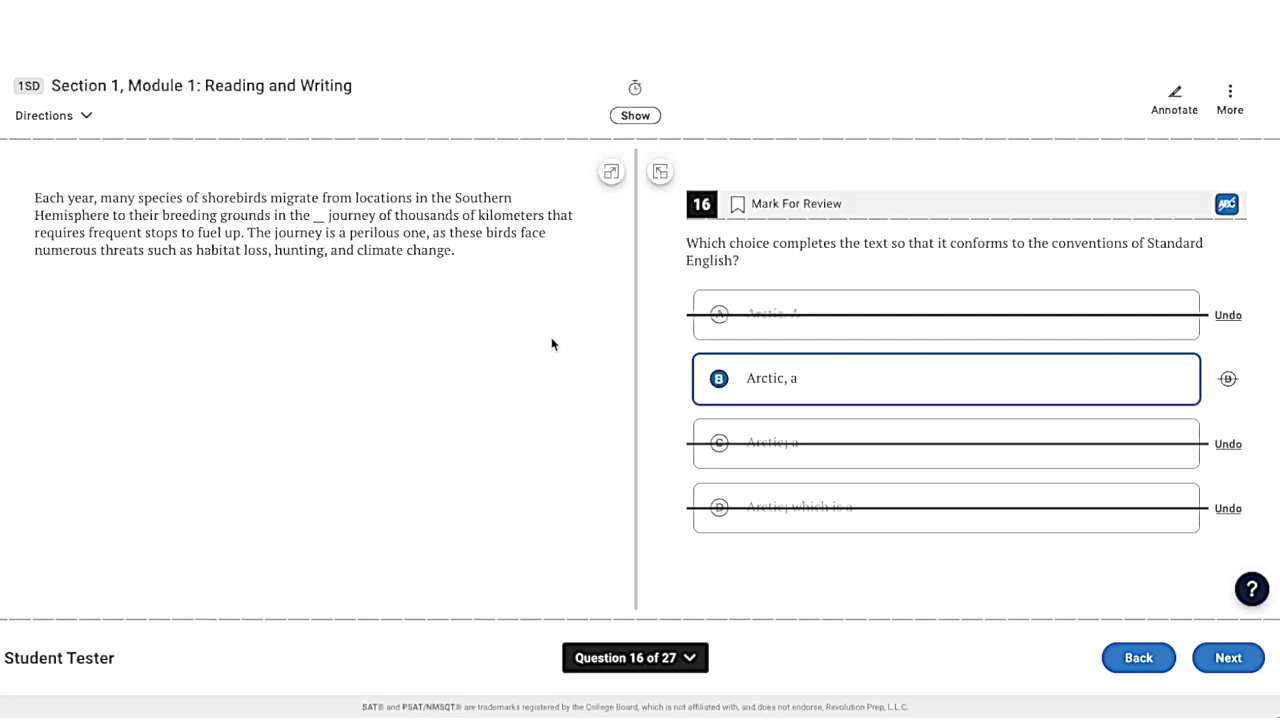 1SD Section 1, Module 1: Reading and Writing
Directions
Show
Annotate
More
Each year, many species of shorebirds migrate from locations in the Southern
Hemisphere to their breeding grounds in the __ journey of thousands of kilometers that
requires frequent stops to fuel up. The journey is a perilous one, as these birds face
numerous threats such as habitat loss, hunting, and climate change.
16 Mark For Review ABC
Which choice completes the text so that it conforms to the conventions of Standard
English?
A Arctic. A Undo
B Arctic, a B
C Arctic; a Undo
D Arctic; which is a Undo
?
Student Tester
Question 16 of 27
Back
Next
SAT® and PSAT/NMSQT® are trademarks registered by the College Board, which is not affiliated with, and does not endorse, Revolution Prep, L.L.C.